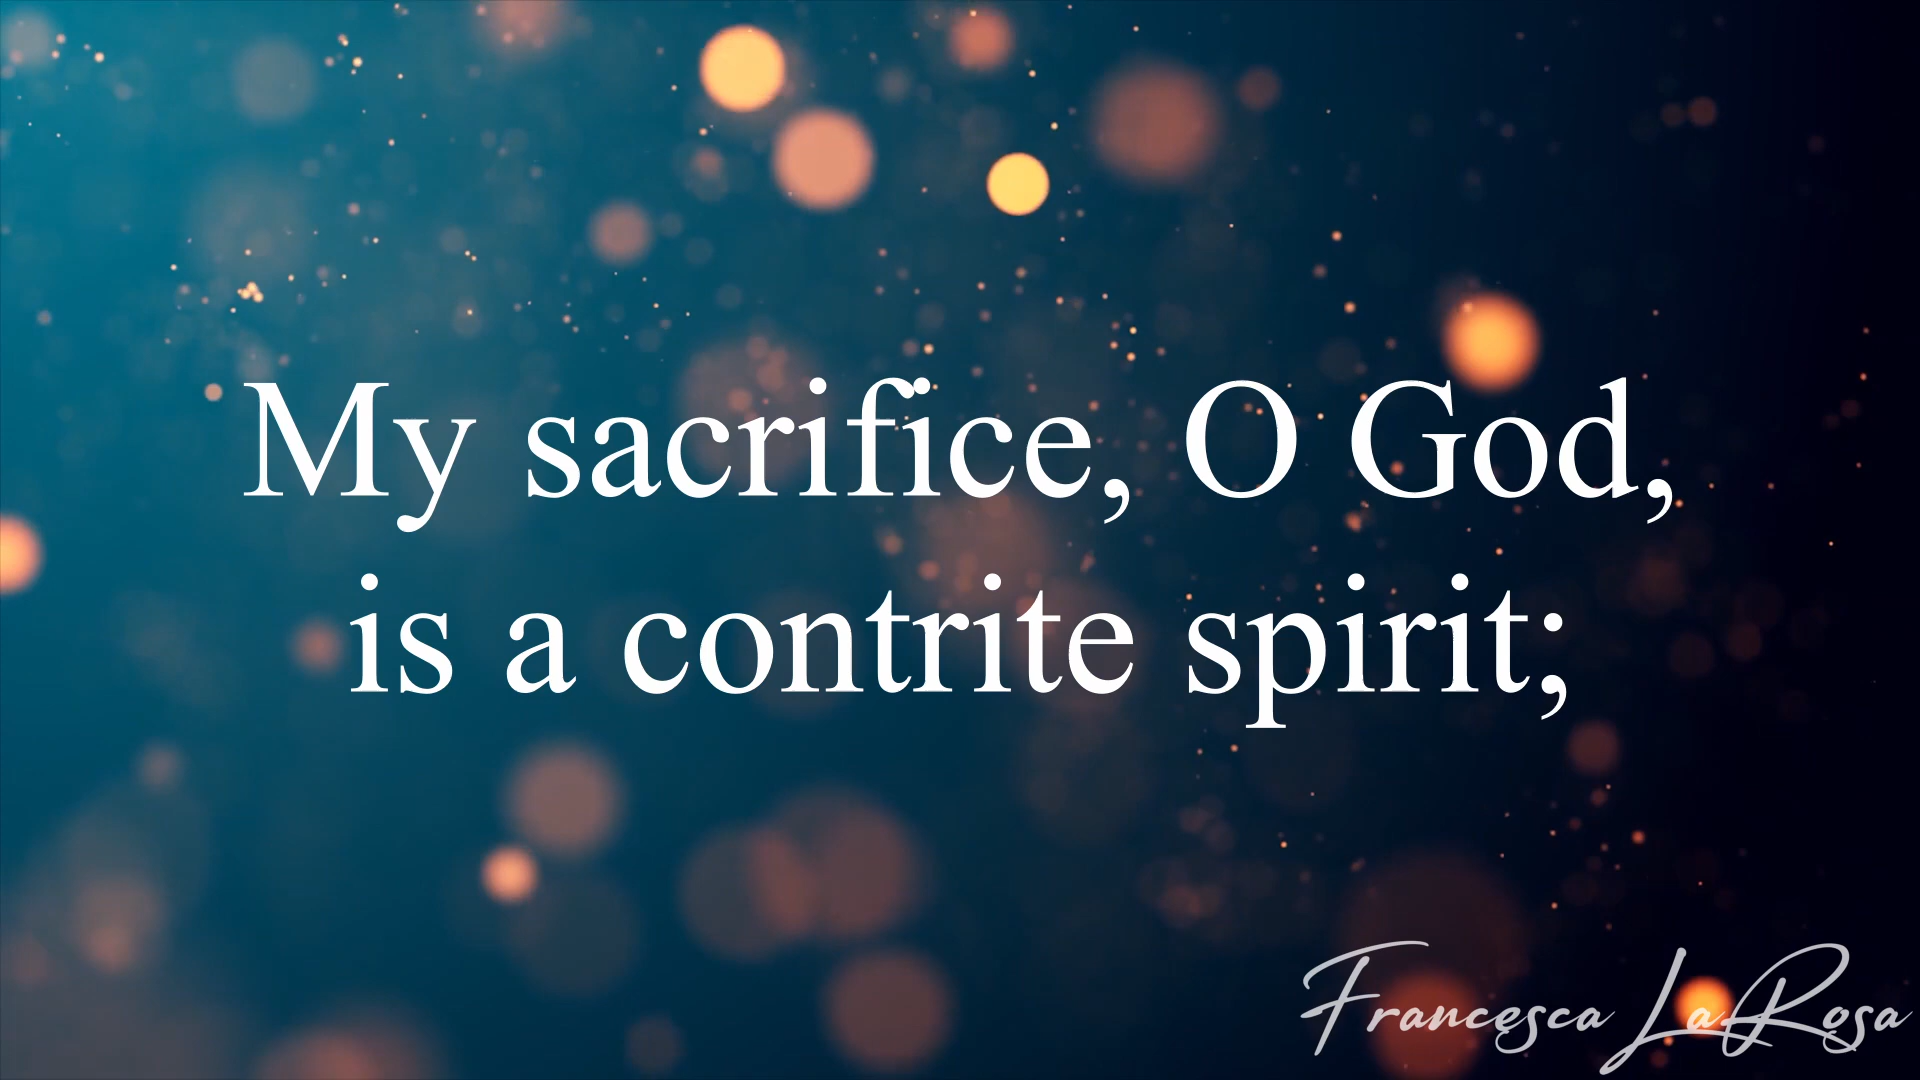 My sacrifice, O God,
is a contrite spirit;
Francesca LaRosa